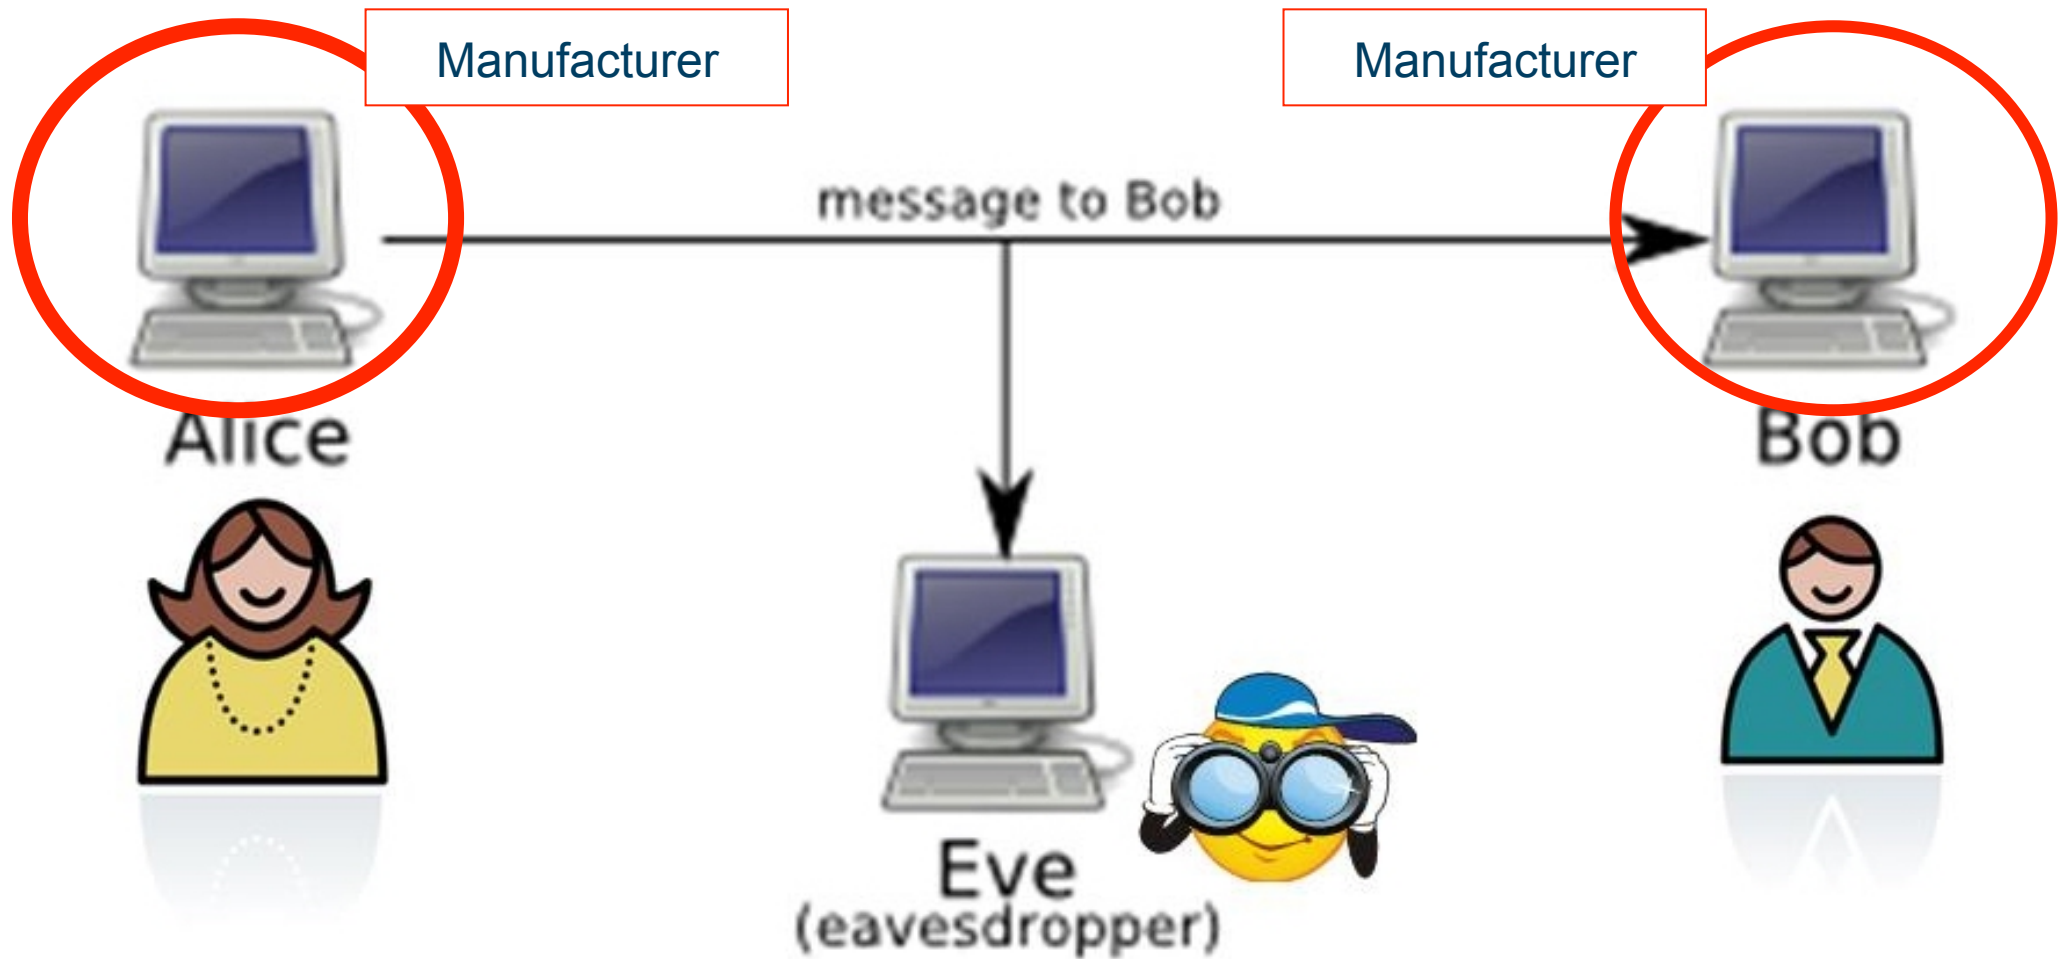 Manufacturer
Manufacturer
message to Bob
Alice
Bob
Eve
(eavesdropper)